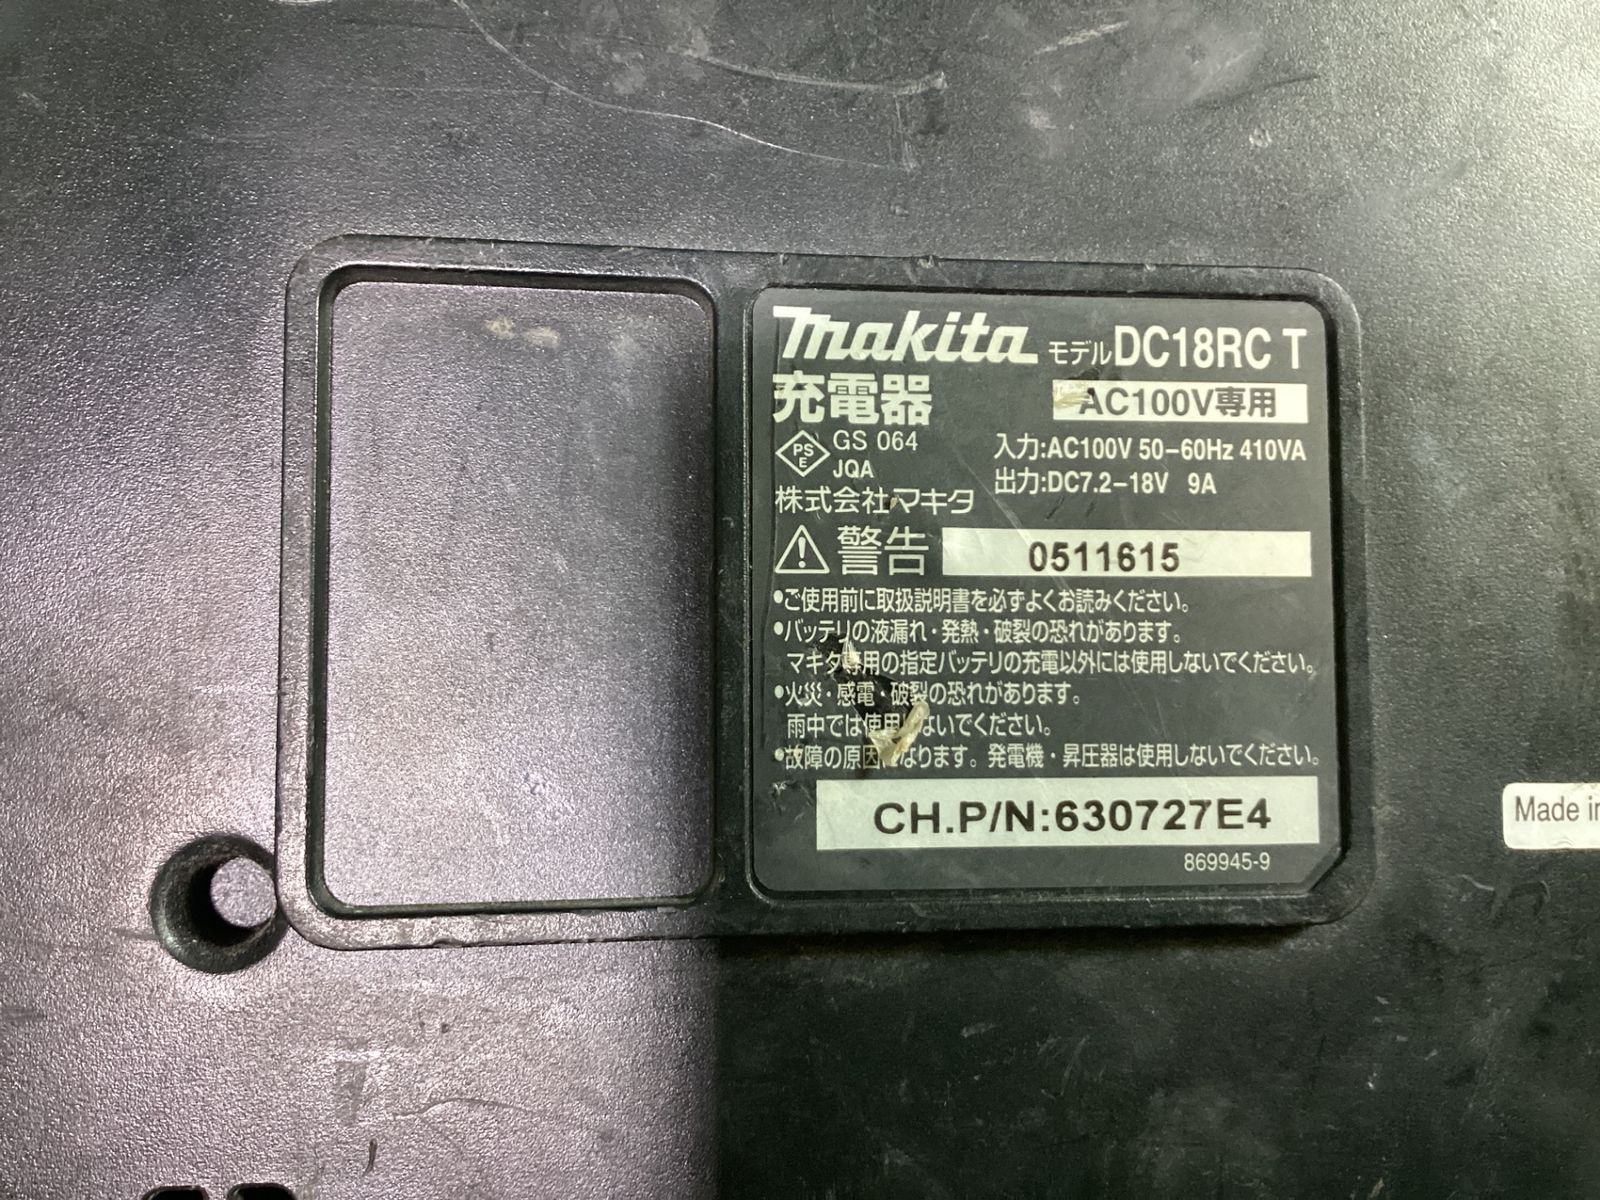 makita モデル DC18RC T
充電器 AC100V専用
PS E GS 064
JQA
入力:AC100V 50-60Hz 410VA
出力:DC7.2-18V 9A
株式会社マキタ
警告 0511615
•ご使用前に取扱説明書を必ずよくお読みください。
•バッテリの液漏れ・発熱・破裂の恐れがあります。
マキタ専用の指定バッテリの充電以外には使用しないでください。
•火災・感電・破裂の恐れがあります。
雨中では使用しないでください。
•故障の原因になります。発電機・昇圧器は使用しないでください。
CH.P/N:630727E4
869945-9
Made in